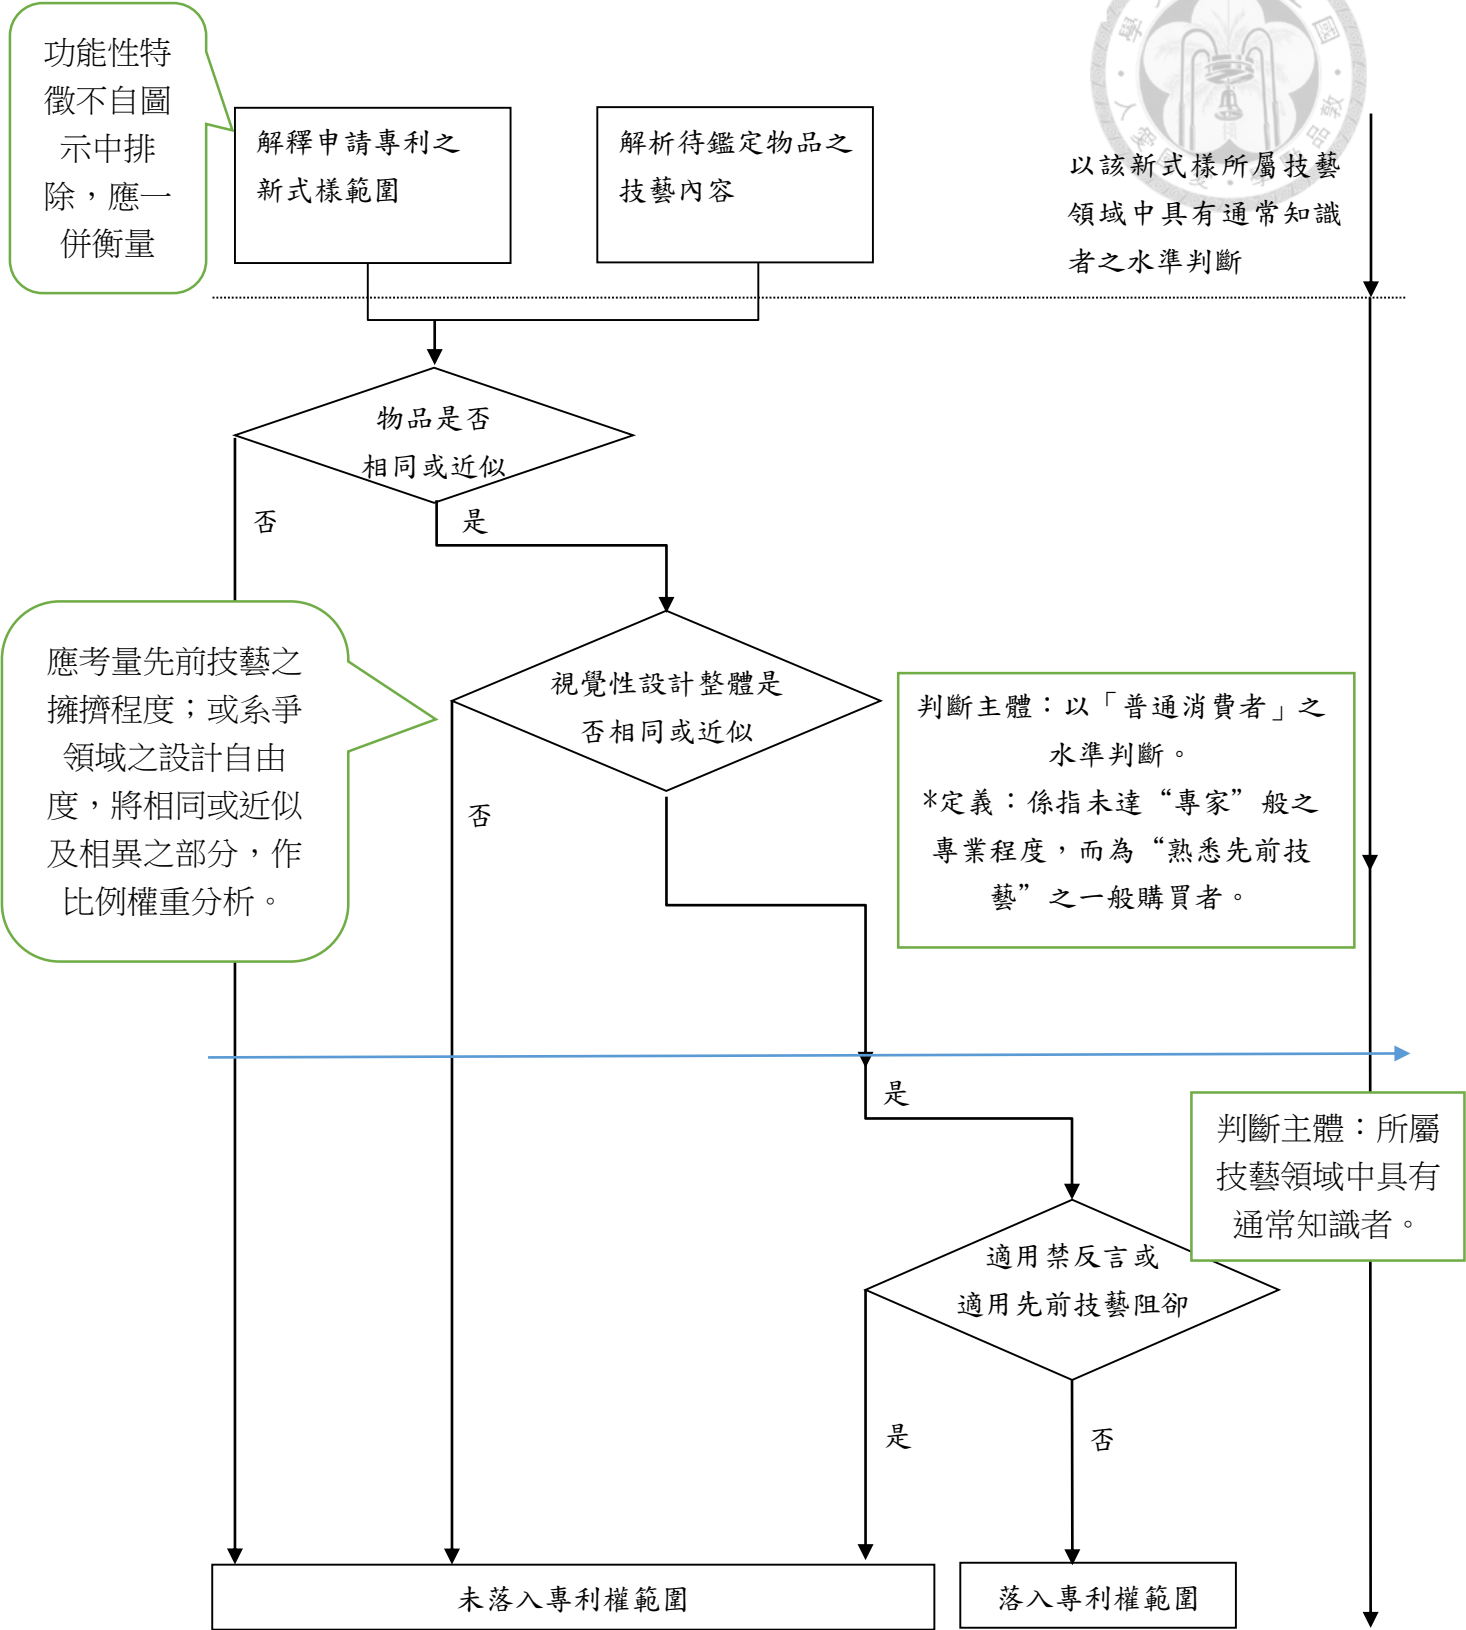 功能性特
徵不自圖
示中排
除，應一
併衡量
解釋申請專利之
新式樣範圍
解析待鑑定物品之
技藝內容
以該新式樣所屬技藝
領域中具有通常知識
者之水準判斷
物品是否
相同或近似
否
是
應考量先前技藝之
擁擠程度；或系爭
領域之設計自由
度，將相同或近似
及相異之部分，作
比例權重分析。
視覺性設計整體是
否相同或近似
否
判斷主體：以「普通消費者」之
水準判斷。
*定義：係指未達“專家”般之
專業程度，而為“熟悉先前技
藝”之一般購買者。
是
判斷主體：所屬
技藝領域中具有
通常知識者。
適用禁反言或
適用先前技藝阻卻
是
否
未落入專利權範圍
落入專利權範圍